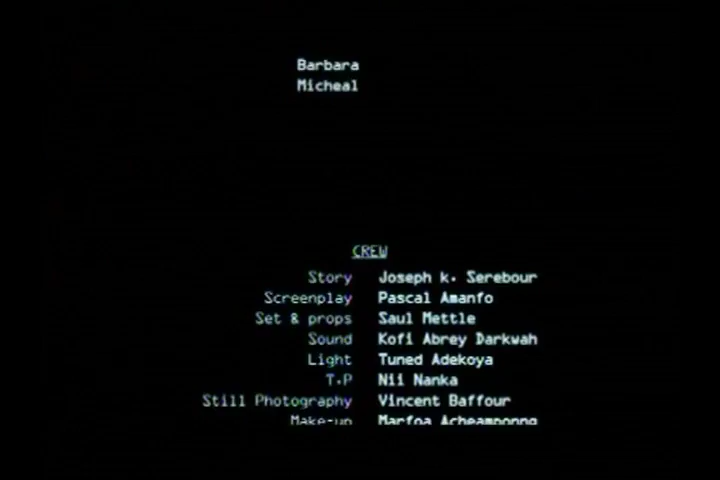 Barbara
Micheal
CREW
Story Joseph k. Serebour
Screenplay Pascal Amanfo
Set & props Saul Mettle
Sound Kofi Abrey Darkwah
Light Tuned Adekoya
T.P Nii Nanka
Still Photography Vincent Baffour
Make-up Marfoa Acheampong